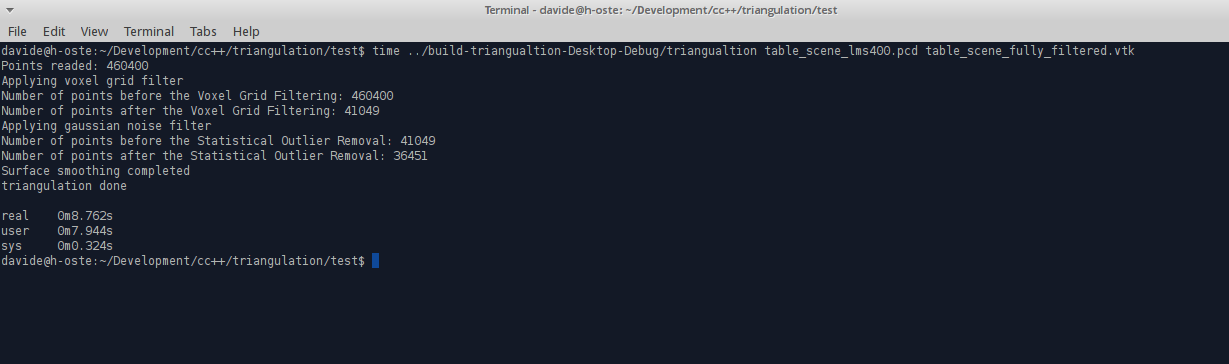 Terminal - davide@h-oste: ~/Development/cc++/triangulation/test
File Edit View Terminal Tabs Help
davide@h-oste:~/Development/cc++/triangulation/test$ time ../build-triangualtion-Desktop-Debug/triangualtion table_scene_lms400.pcd table_scene_fully_filtered.vtk
Points readed: 460400
Applying voxel grid filter
Number of points before the Voxel Grid Filtering: 460400
Number of points after the Voxel Grid Filtering: 41049
Applying gaussian noise filter
Number of points before the Statistical Outlier Removal: 41049
Number of points after the Statistical Outlier Removal: 36451
Surface smoothing completed
triangulation done
real 0m8.762s
user 0m7.944s
sys 0m0.324s
davide@h-oste:~/Development/cc++/triangulation/test$